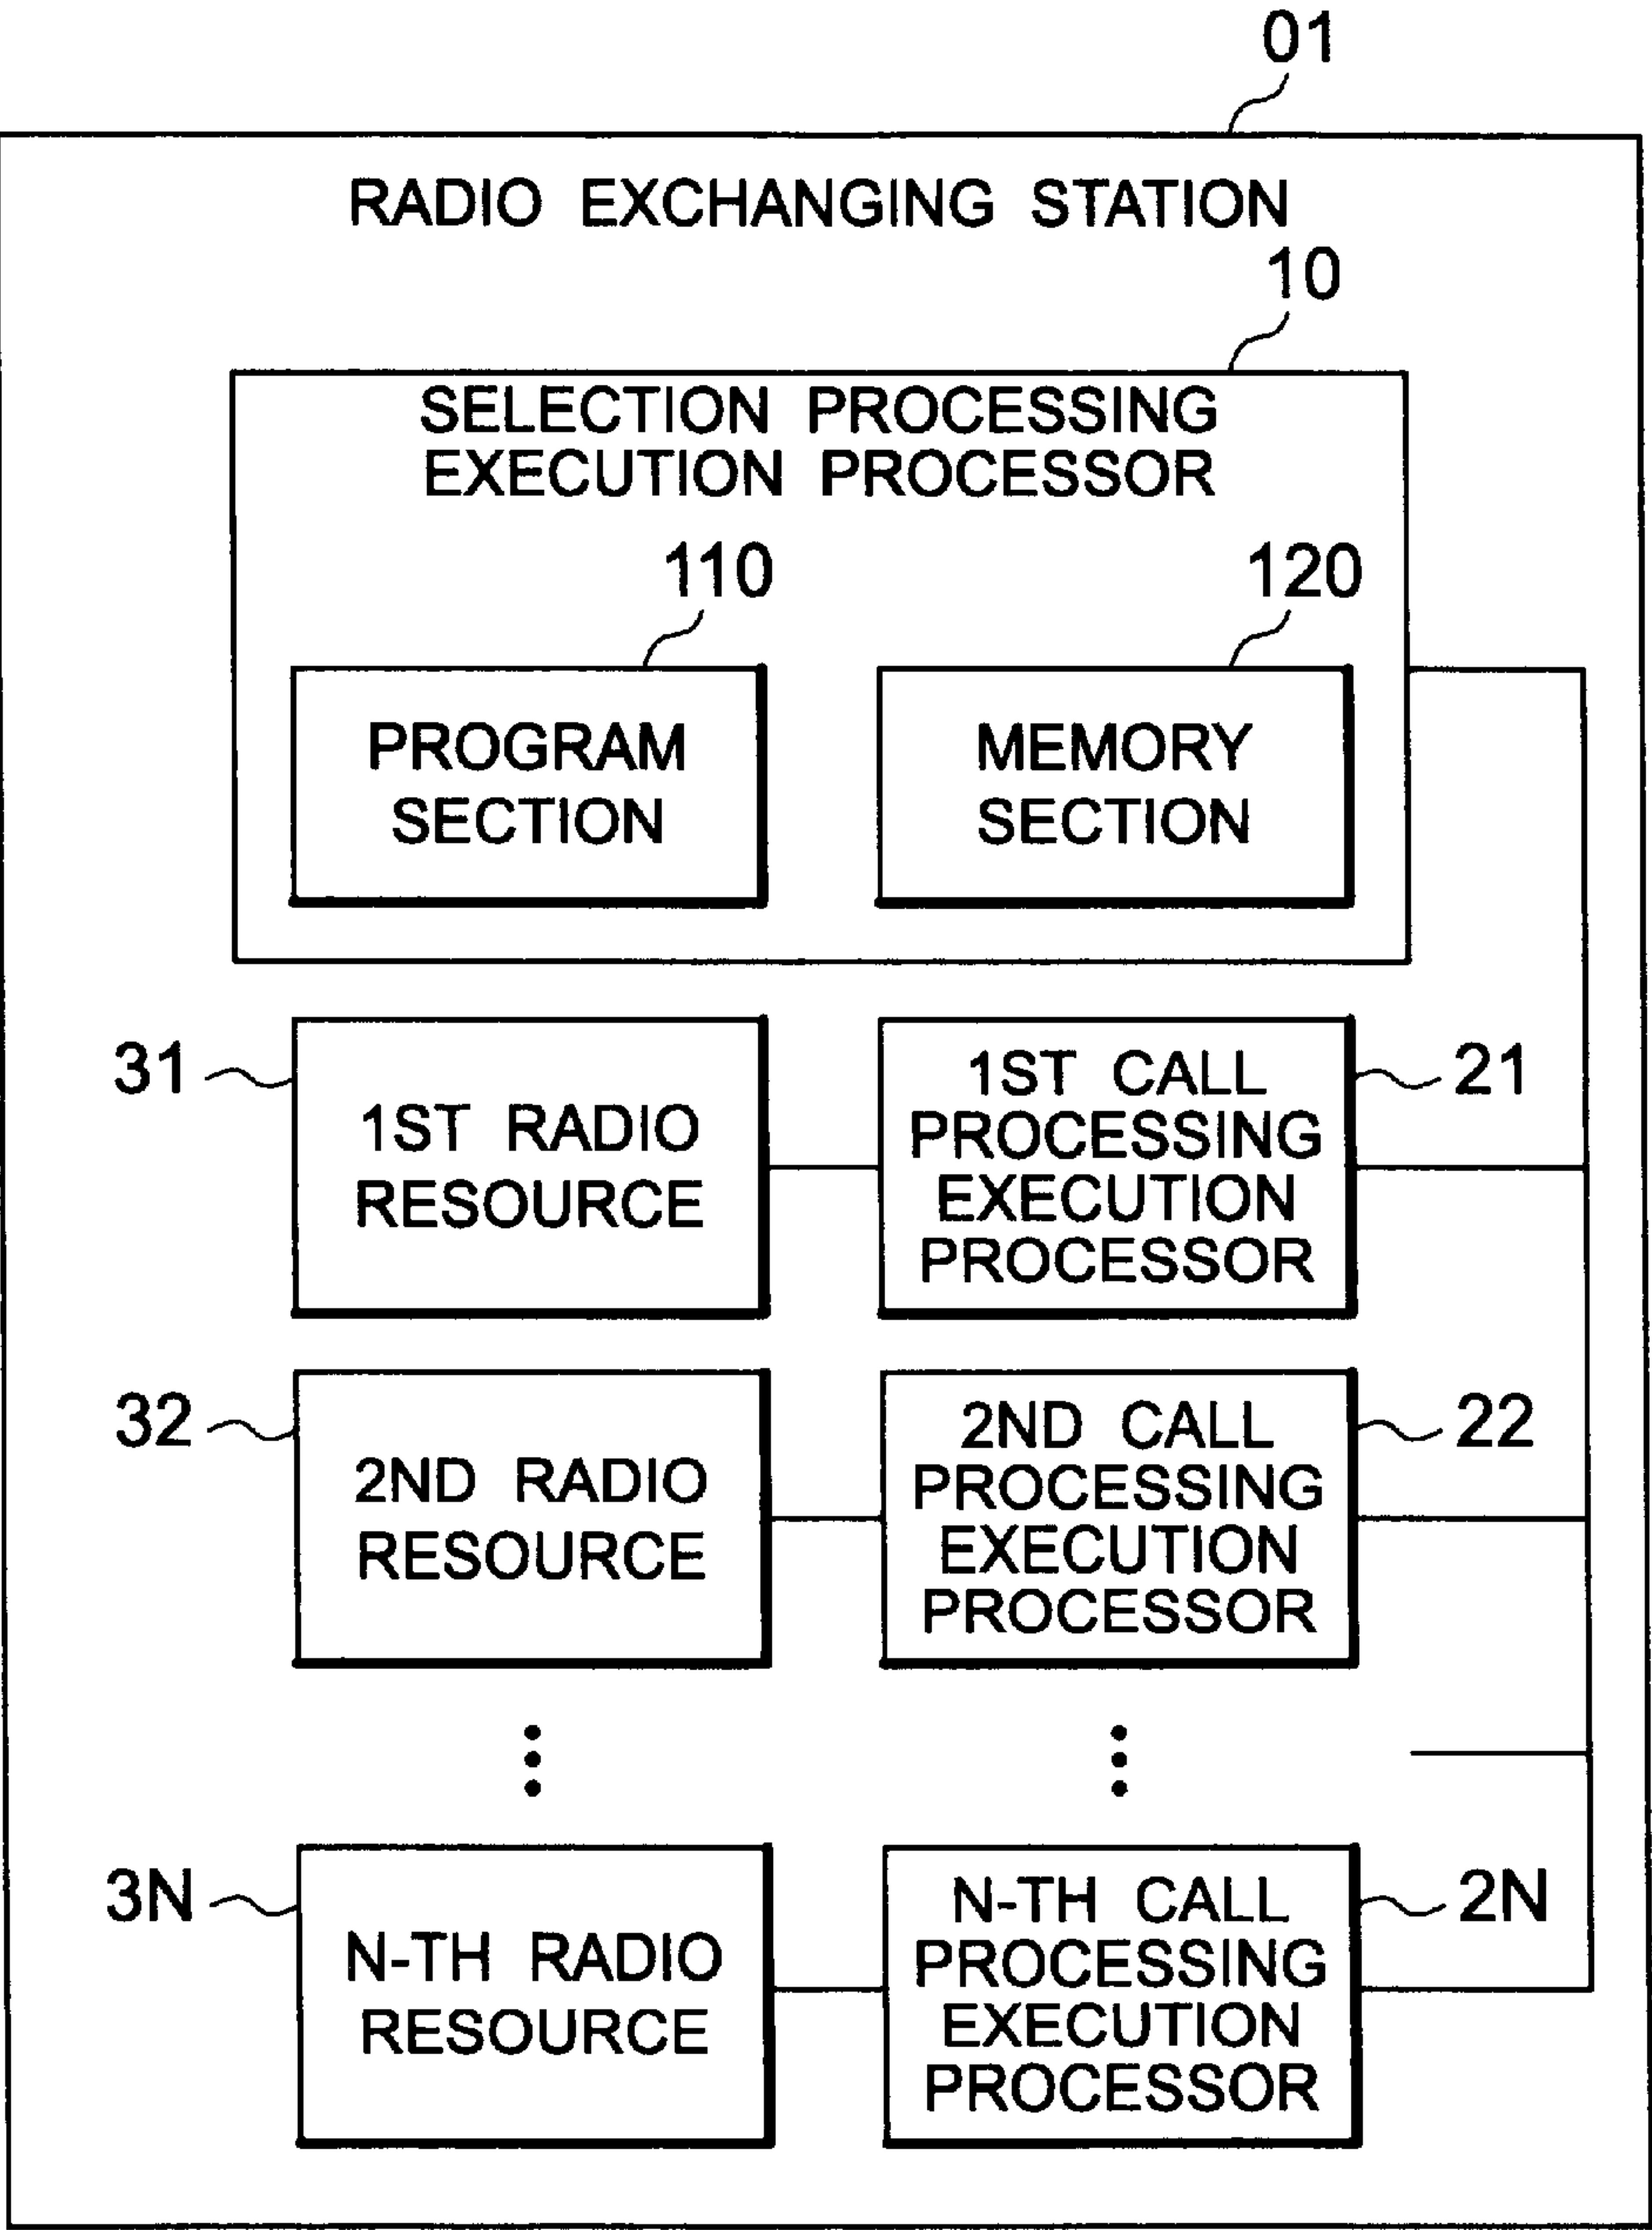 01
RADIO EXCHANGING STATION
10
SELECTION PROCESSING
EXECUTION PROCESSOR
110
120
PROGRAM
SECTION
MEMORY
SECTION
31
1ST RADIO
RESOURCE
1ST CALL
PROCESSING
EXECUTION
PROCESSOR
21
32
2ND RADIO
RESOURCE
2ND CALL
PROCESSING
EXECUTION
PROCESSOR
22
3N
N-TH RADIO
RESOURCE
N-TH CALL
PROCESSING
EXECUTION
PROCESSOR
2N